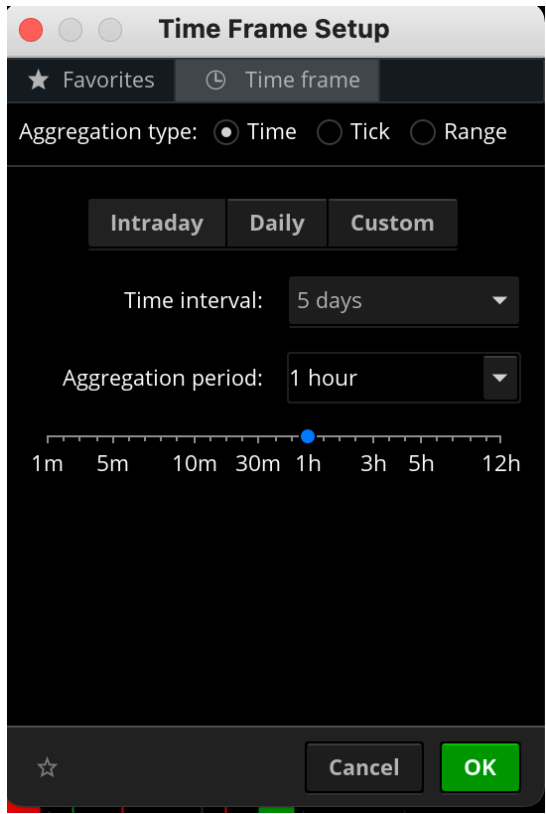 Time Frame Setup
Favorites Time frame
Aggregation type: Time Tick Range
Intraday Daily Custom
Time interval: 5 days
Aggregation period: 1 hour
1m 5m 10m 30m 1h 3h 5h 12h
Cancel OK